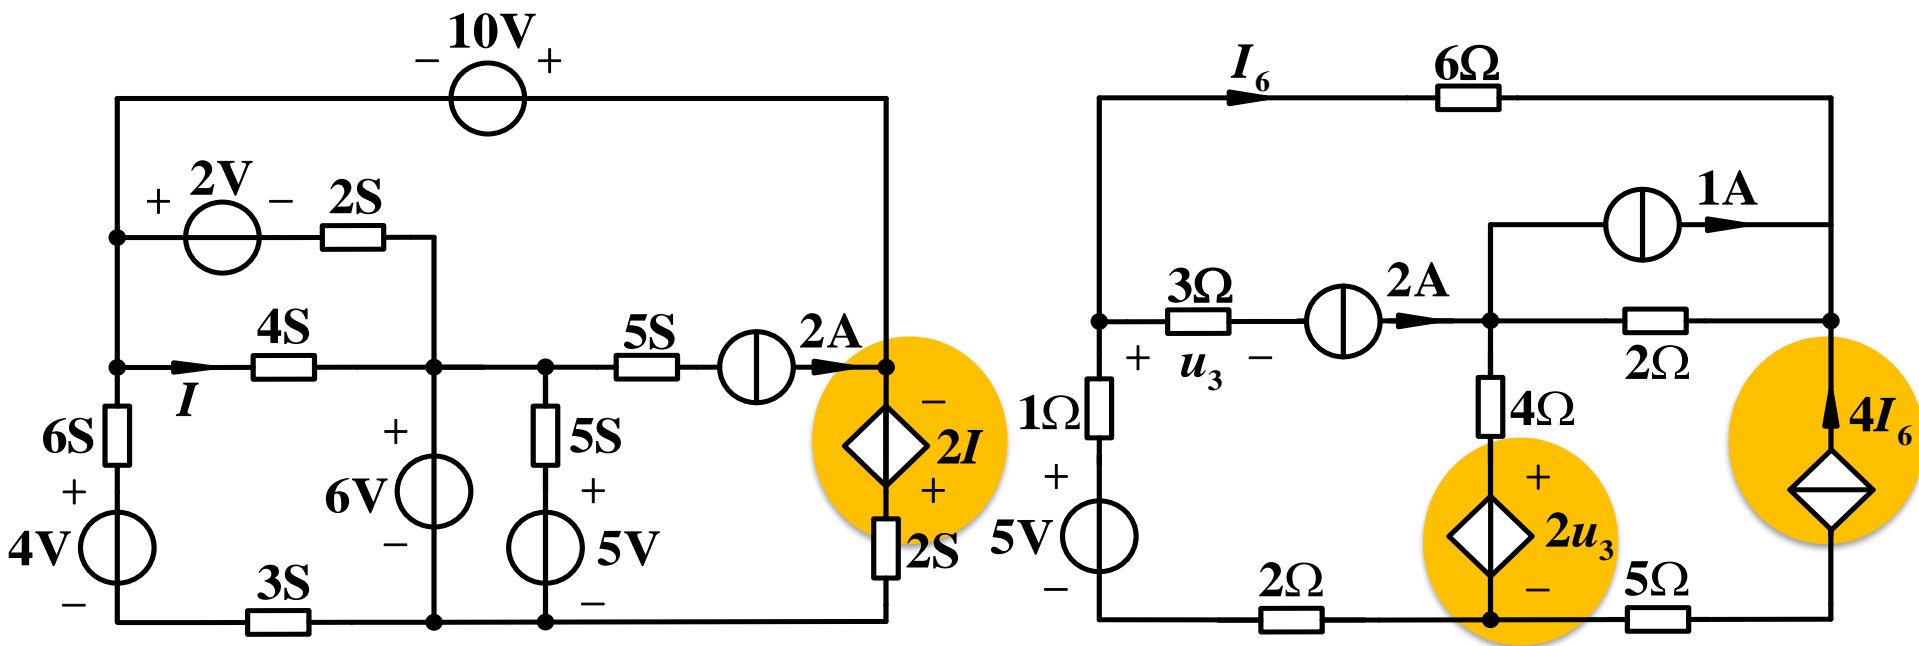 10V
− +
I₆ 6Ω
+ 2V − 2S
1A
4S 5S 2A
I
3Ω 2A
+ u₃ −
2Ω
6S + 5S − 2I +
1Ω 4Ω 4I₆
+ 4V −
6V −
+ 5V −
2S
+ 5V −
+ 2u₃ −
3S
2Ω 5Ω